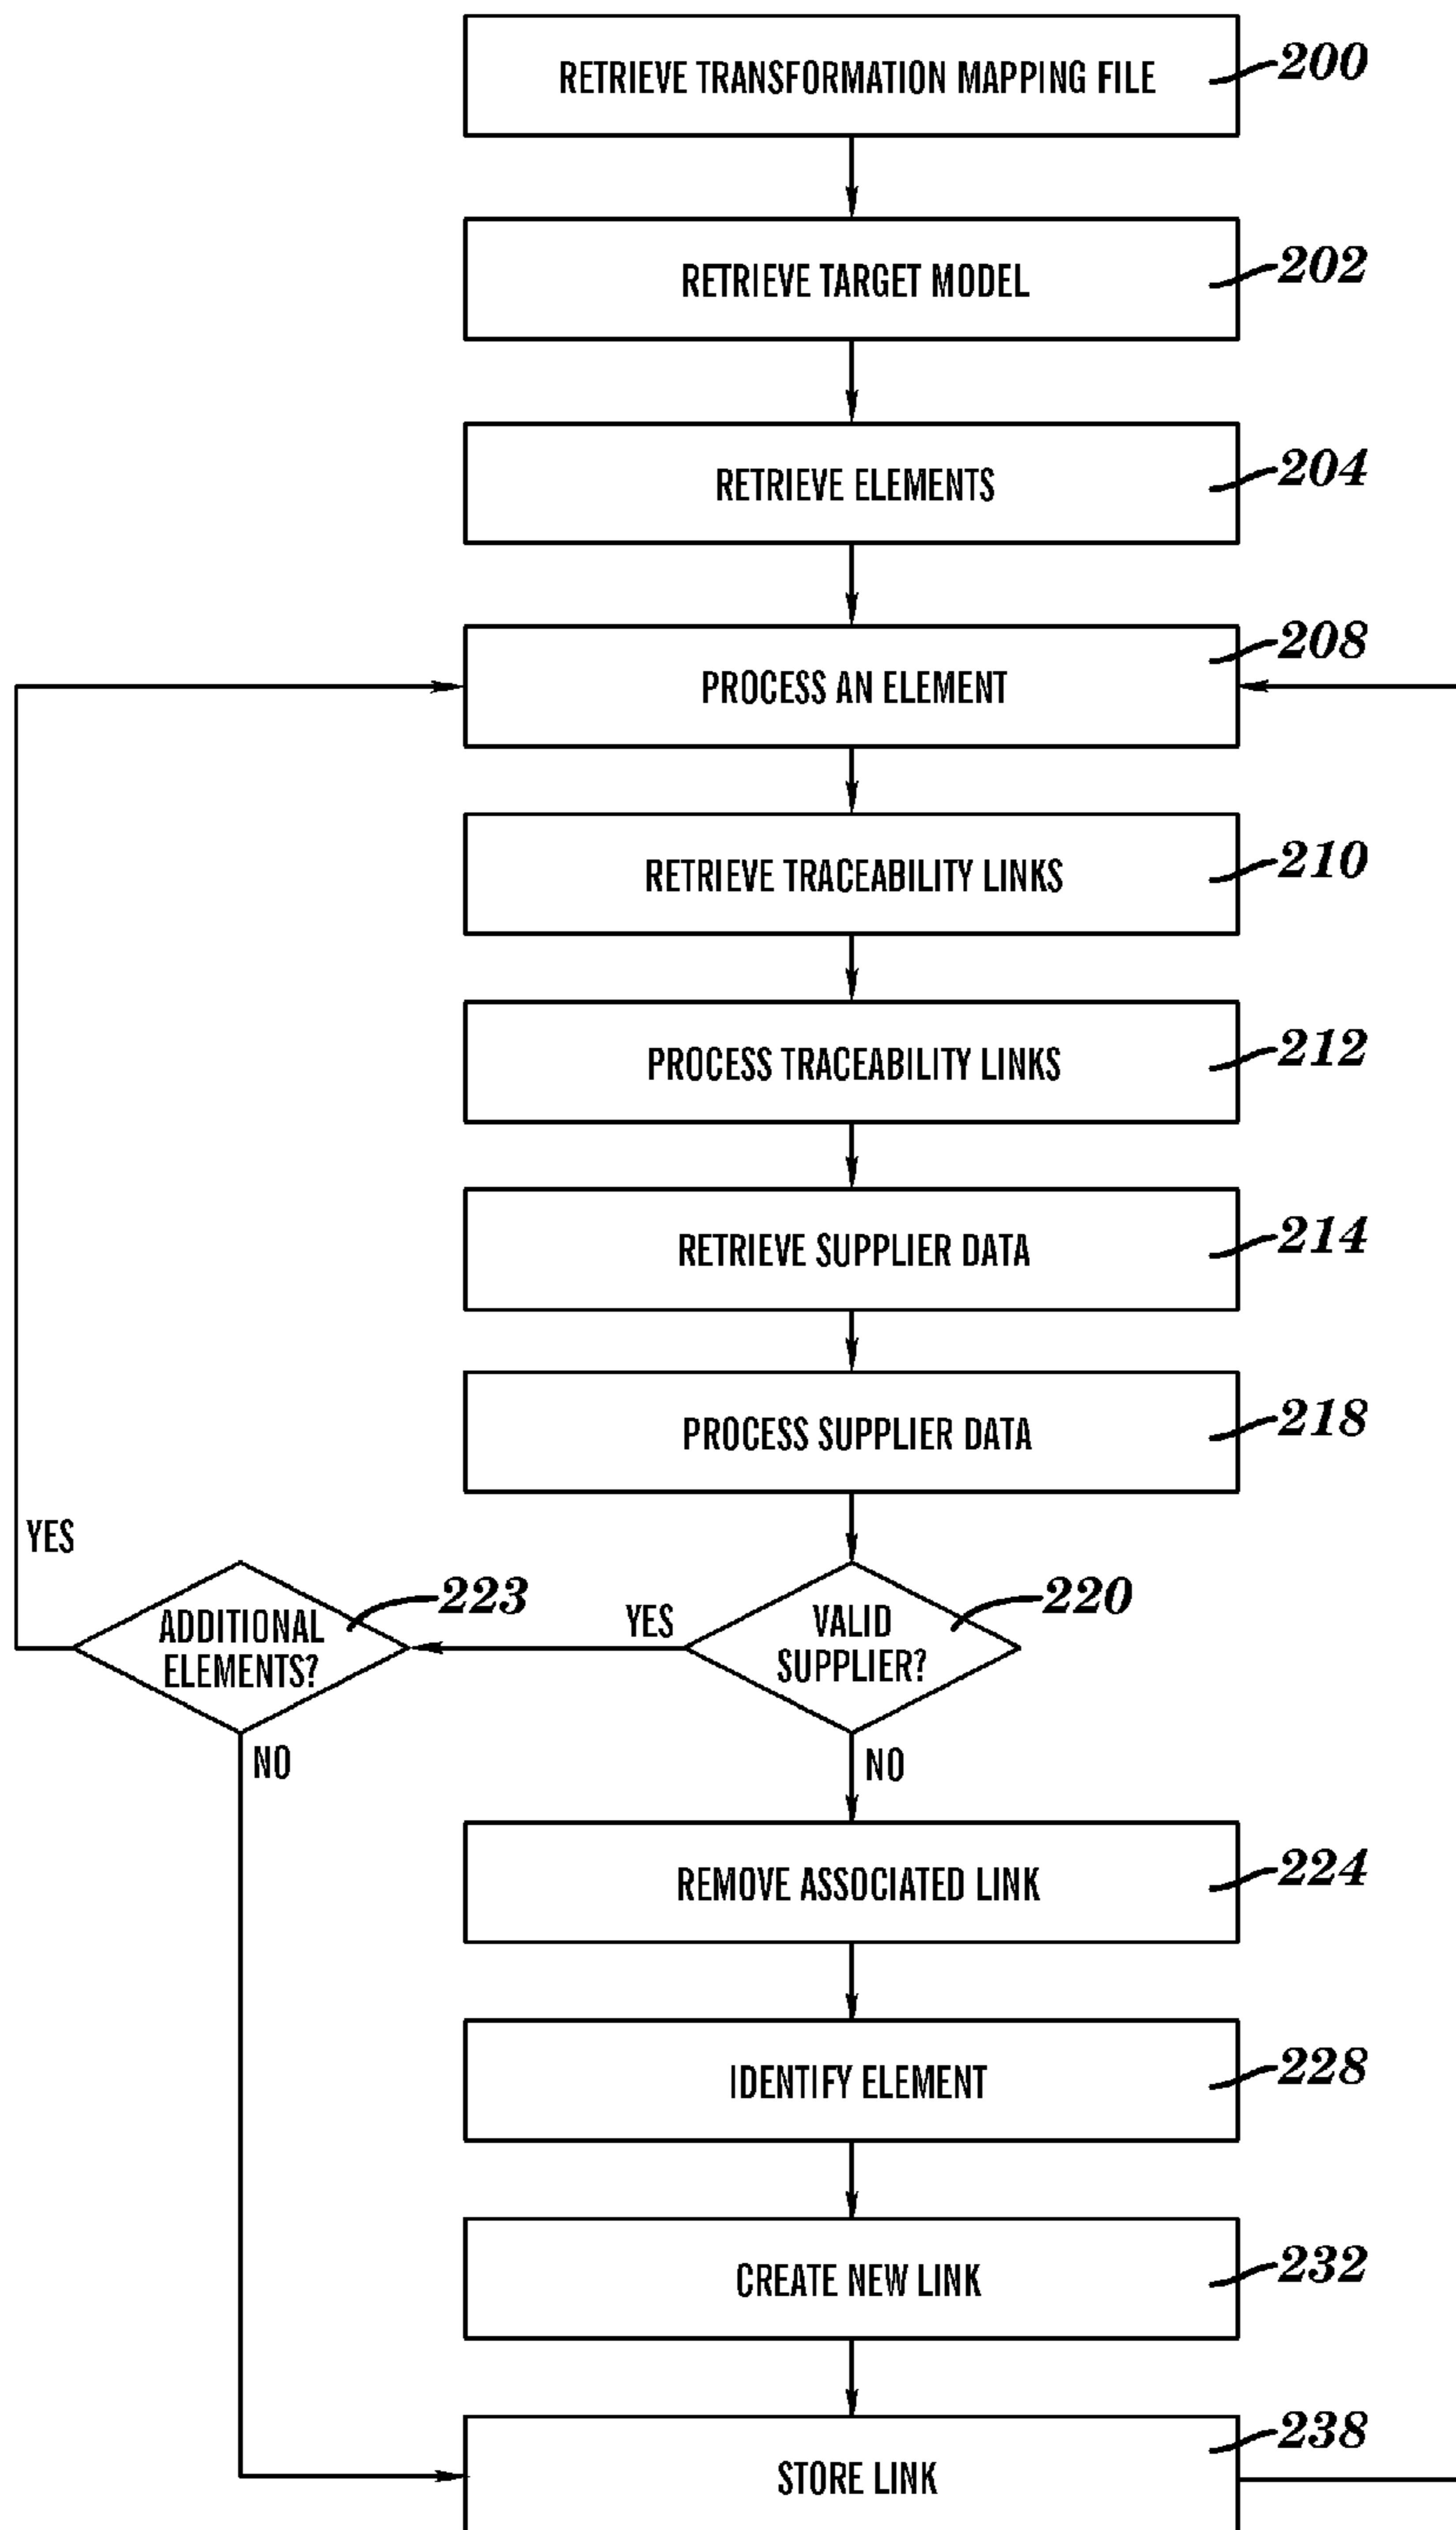 RETRIEVE TRANSFORMATION MAPPING FILE
200
RETRIEVE TARGET MODEL
202
RETRIEVE ELEMENTS
204
PROCESS AN ELEMENT
208
RETRIEVE TRACEABILITY LINKS
210
PROCESS TRACEABILITY LINKS
212
RETRIEVE SUPPLIER DATA
214
PROCESS SUPPLIER DATA
218
YES
ADDITIONAL
ELEMENTS?
223
YES
VALID
SUPPLIER?
220
NO
NO
REMOVE ASSOCIATED LINK
224
IDENTIFY ELEMENT
228
CREATE NEW LINK
232
STORE LINK
238